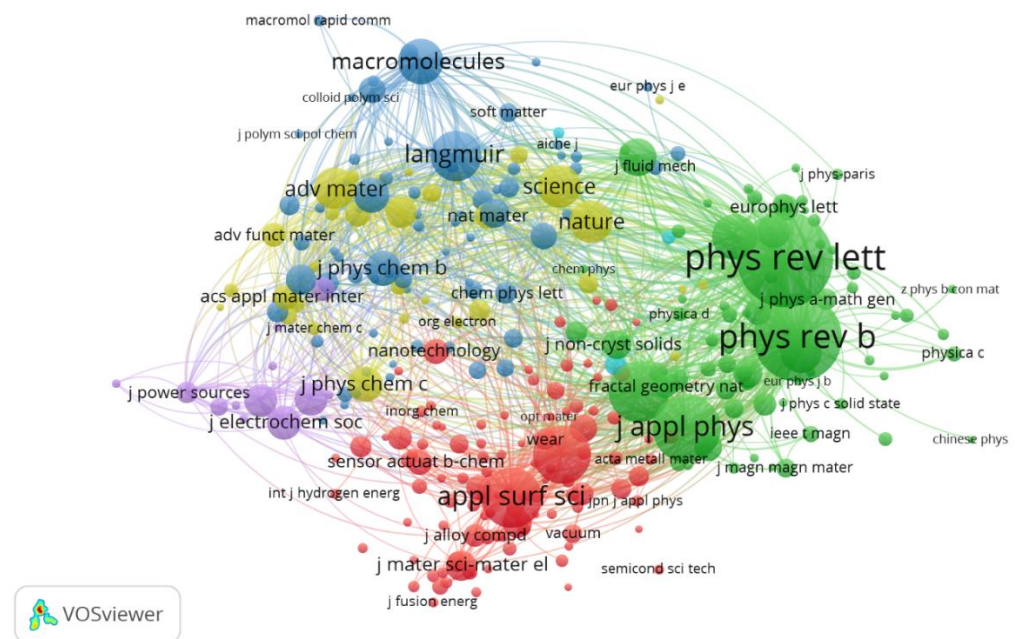 macromol rapid comm
macromolecules
eur phys j e
colloid polym sci
soft matter
j polym sci pol chem
aiche j
langmuir
j fluid mech
j phys-paris
adv mater
science
europhys lett
nat mater
nature
adv funct mater
phys rev lett
j phys chem b
chem phys
acs appl mater inter
chem phys lett
j phys a-math gen
z phys b con mat
j mater chem c
org electron
physica d
phys rev b
nanotechnology
j non-cryst solids
physica c
j power sources
j phys chem c
fractal geometry nat
eur phys j b
inorg chem
opt mater
j phys c solid state
j electrochem soc
j appl phys
wear
ieee t magn
chinese phys
sensor actuat b-chem
acta metall mater
j magn magn mater
int j hydrogen energ
appl surf sci
jpn j appl phys
j alloy compd
vacuum
j mater sci-mater el
semicond sci tech
j fusion energ
VOSviewer